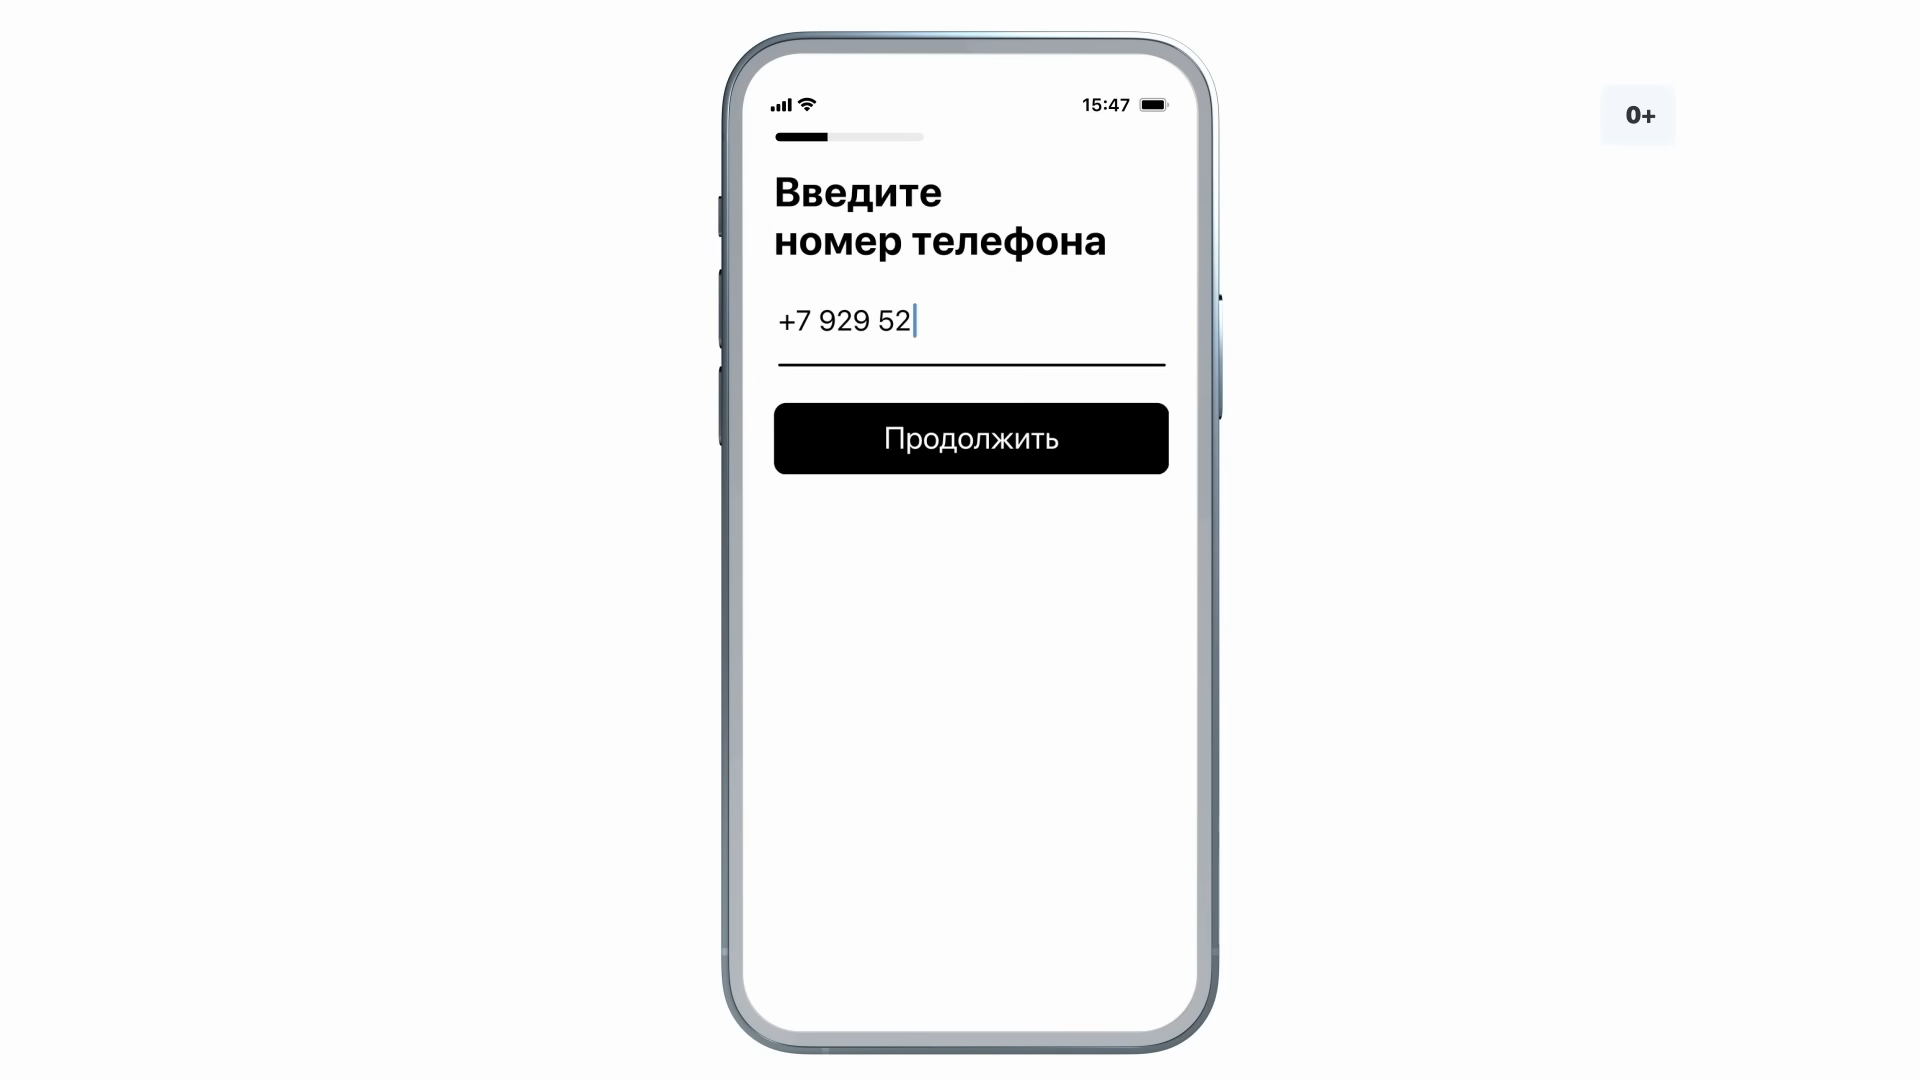 15:47
0+
Введите
номер телефона
+7 929 52
Продолжить